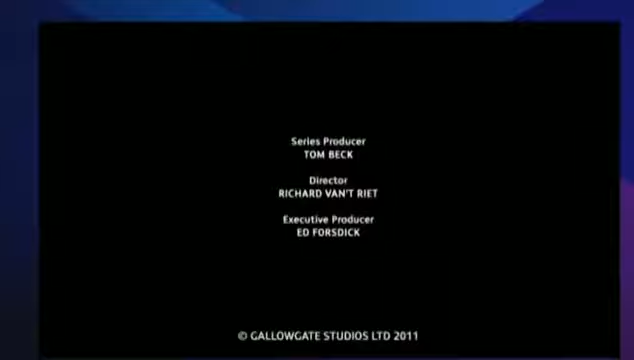 Series Producer
TOM BECK
Director
RICHARD VAN'T RIET
Executive Producer
ED FORSDICK
© GALLOWGATE STUDIOS LTD 2011